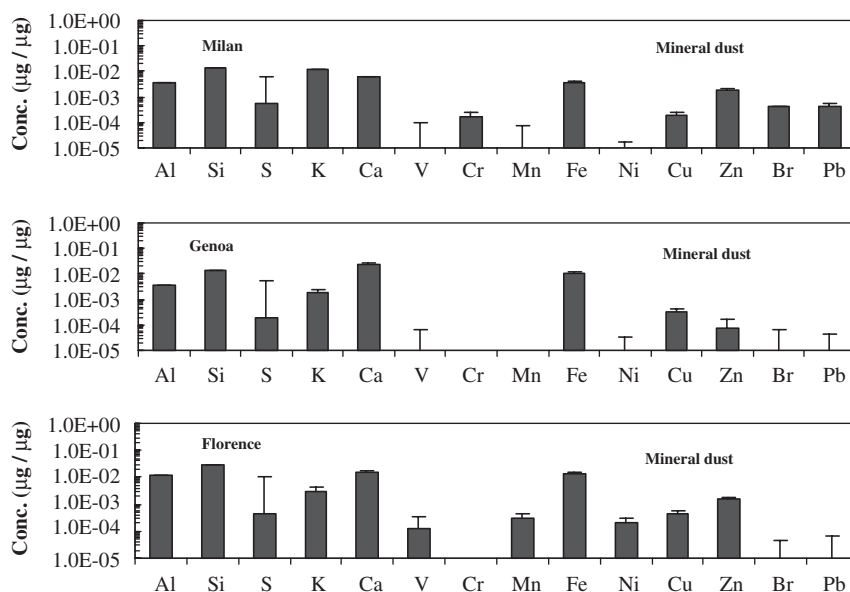 1.0E+00
Milan
Mineral dust
1.0E-01
1.0E-02
1.0E-03
1.0E-04
1.0E-05
Conc. (µg / µg)
Al Si S K Ca V Cr Mn Fe Ni Cu Zn Br Pb
1.0E+00
Genoa
Mineral dust
1.0E-01
1.0E-02
1.0E-03
1.0E-04
1.0E-05
Conc. (µg / µg)
Al Si S K Ca V Cr Mn Fe Ni Cu Zn Br Pb
1.0E+00
Florence
Mineral dust
1.0E-01
1.0E-02
1.0E-03
1.0E-04
1.0E-05
Conc. (µg / µg)
Al Si S K Ca V Cr Mn Fe Ni Cu Zn Br Pb